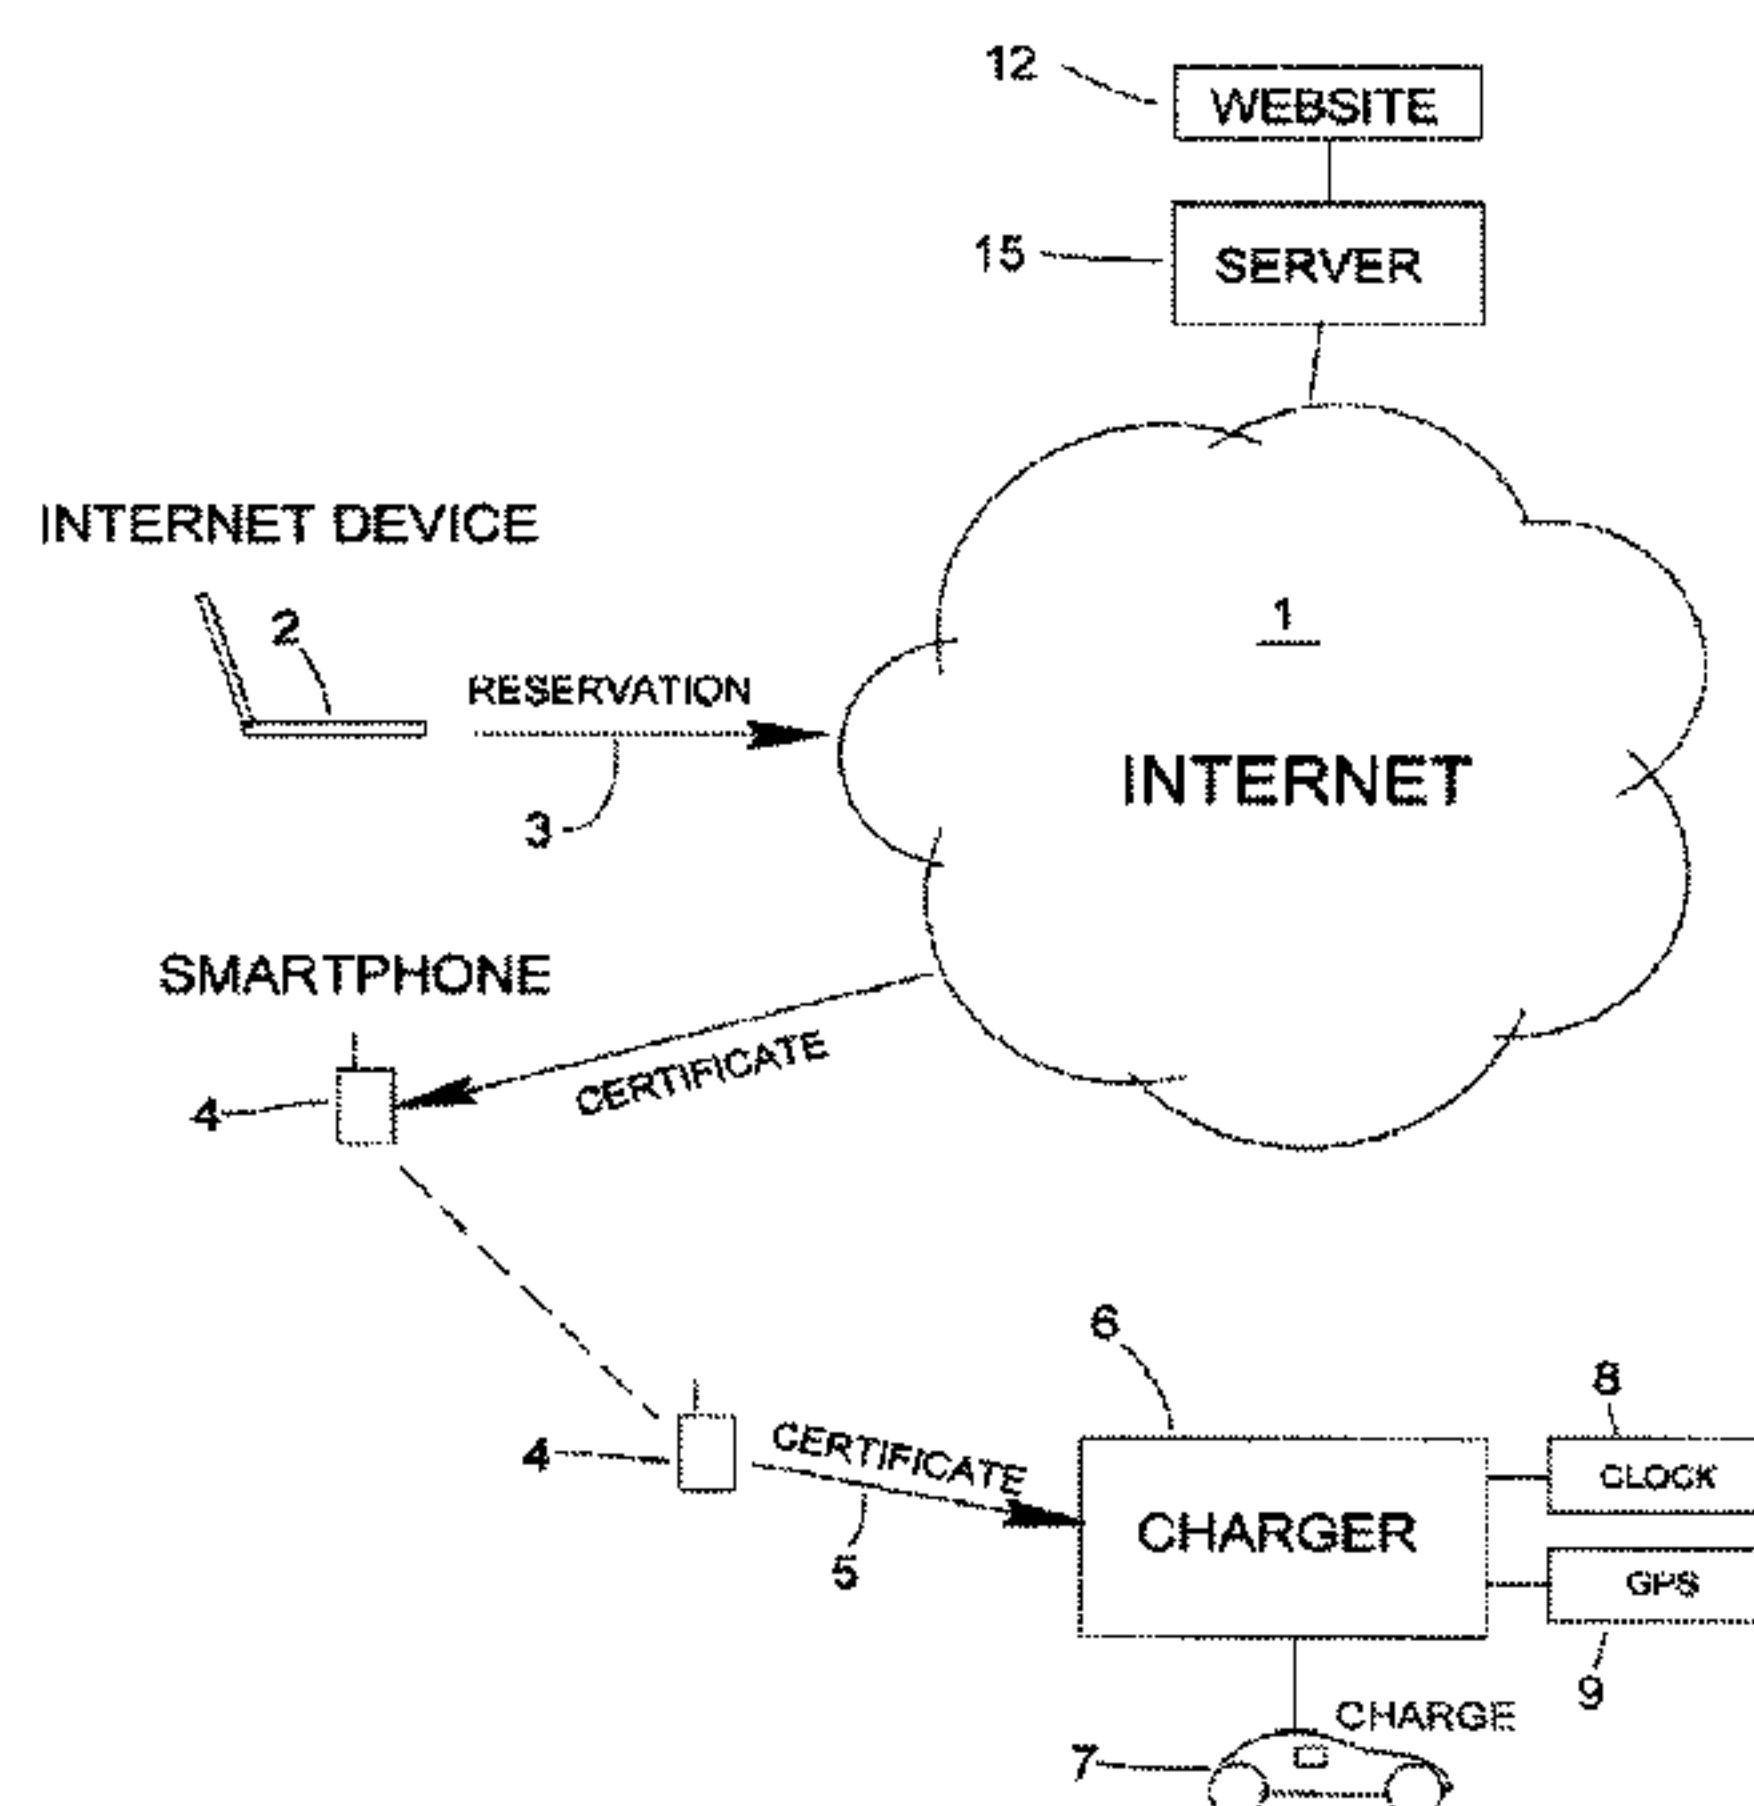 12
WEBSITE
15
SERVER
INTERNET DEVICE
2
1
RESERVATION
INTERNET
3
SMARTPHONE
CERTIFICATE
4
6
8
4
CERTIFICATE
CLOCK
CHARGER
5
GPS
9
CHARGE
7